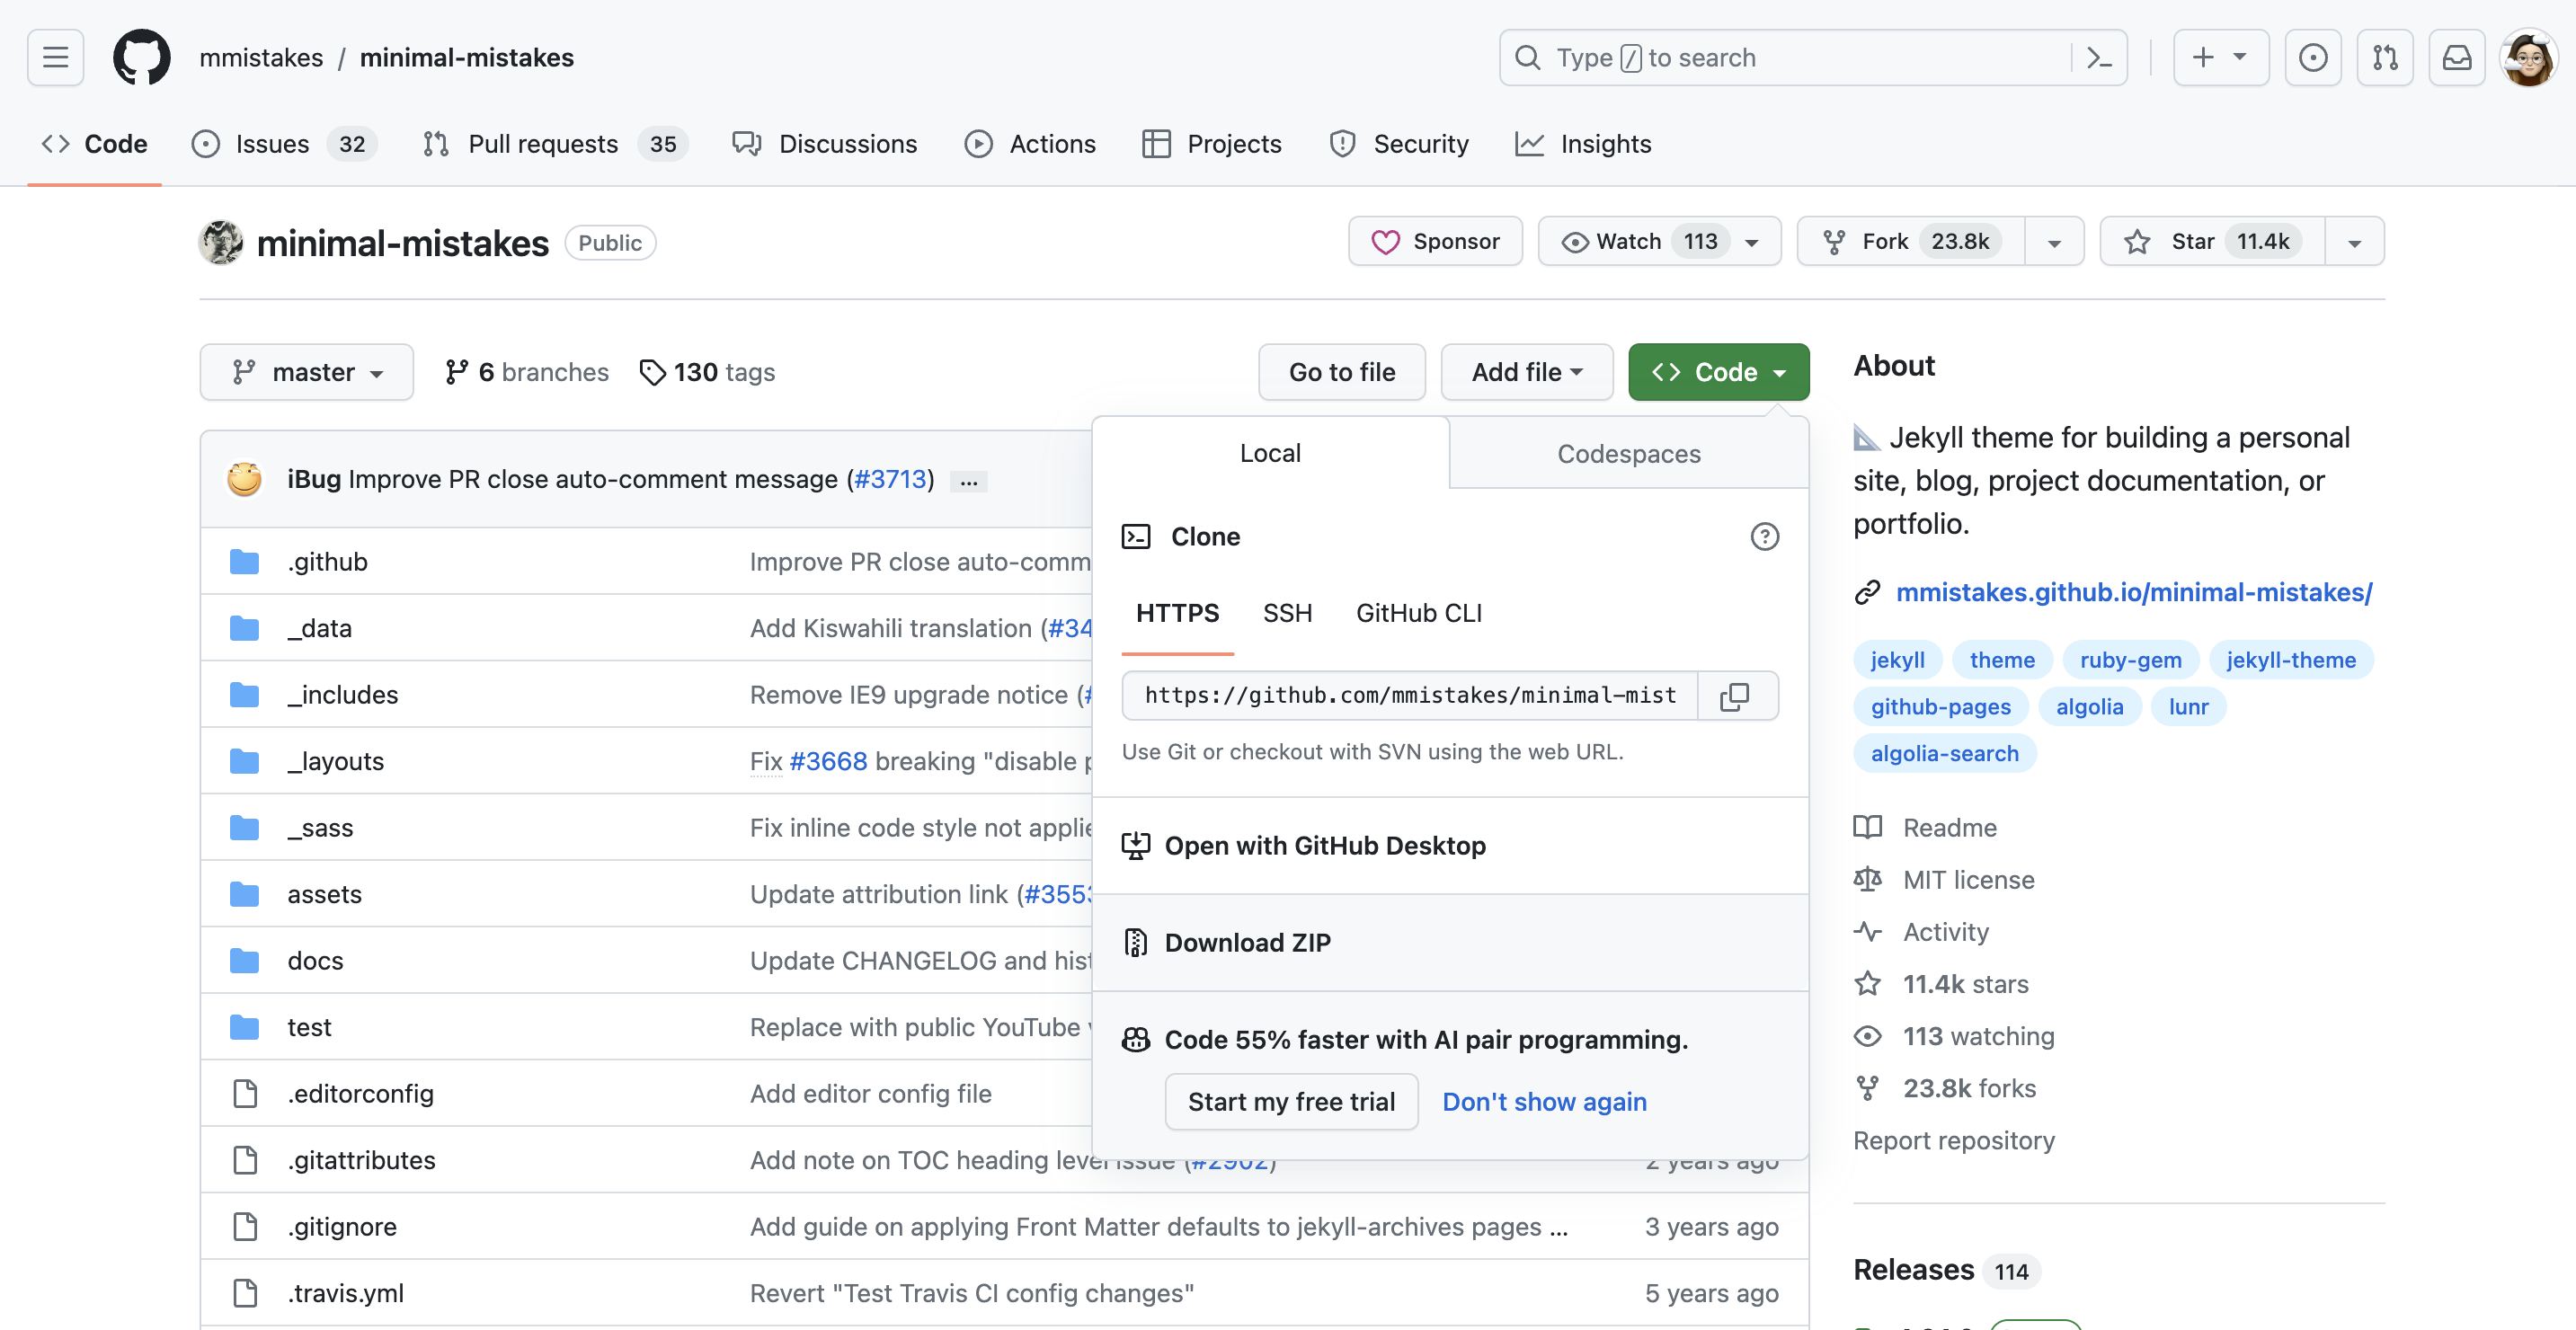 mmistakes / minimal-mistakes
Type / to search
Code
Issues 32
Pull requests 35
Discussions
Actions
Projects
Security
Insights
minimal-mistakes Public
Sponsor
Watch 113
Fork 23.8k
Star 11.4k
master
6 branches
130 tags
Go to file
Add file
Code
iBug Improve PR close auto-comment message (#3713) ...
.github Improve PR close auto-comm
_data Add Kiswahili translation (#34
_includes Remove IE9 upgrade notice (#
_layouts Fix #3668 breaking "disable p
_sass Fix inline code style not applie
assets Update attribution link (#3553
docs Update CHANGELOG and hist
test Replace with public YouTube v
.editorconfig Add editor config file
.gitattributes Add note on TOC heading level issue (#2902) 2 years ago
.gitignore Add guide on applying Front Matter defaults to jekyll-archives pages ... 3 years ago
.travis.yml Revert "Test Travis CI config changes" 5 years ago
Local
Codespaces
Clone
HTTPS
SSH
GitHub CLI
https://github.com/mmistakes/minimal-mist
Use Git or checkout with SVN using the web URL.
Open with GitHub Desktop
Download ZIP
Code 55% faster with AI pair programming.
Start my free trial
Don't show again
About
Jekyll theme for building a personal
site, blog, project documentation, or
portfolio.
mmistakes.github.io/minimal-mistakes/
jekyll theme ruby-gem jekyll-theme
github-pages algolia lunr
algolia-search
Readme
MIT license
Activity
11.4k stars
113 watching
23.8k forks
Report repository
Releases 114